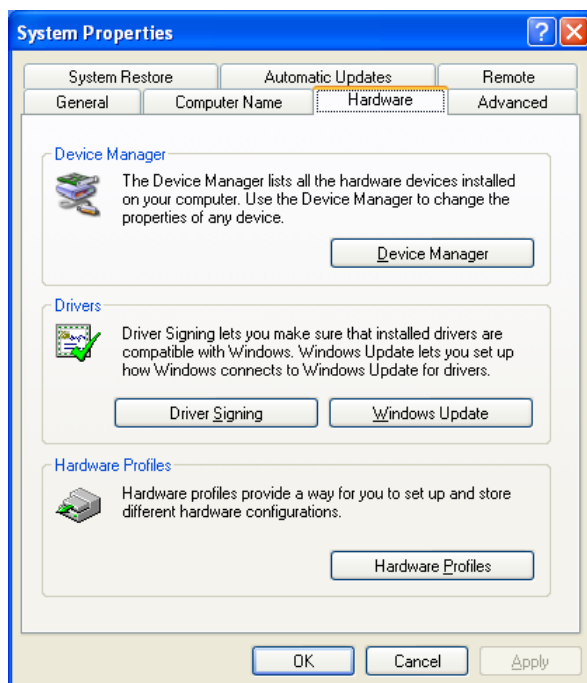 System Properties
System Restore Automatic Updates Remote
General Computer Name Hardware Advanced
Device Manager
The Device Manager lists all the hardware devices installed
on your computer. Use the Device Manager to change the
properties of any device.
Device Manager
Drivers
Driver Signing lets you make sure that installed drivers are
compatible with Windows. Windows Update lets you set up
how Windows connects to Windows Update for drivers.
Driver Signing Windows Update
Hardware Profiles
Hardware profiles provide a way for you to set up and store
different hardware configurations.
Hardware Profiles
OK Cancel Apply